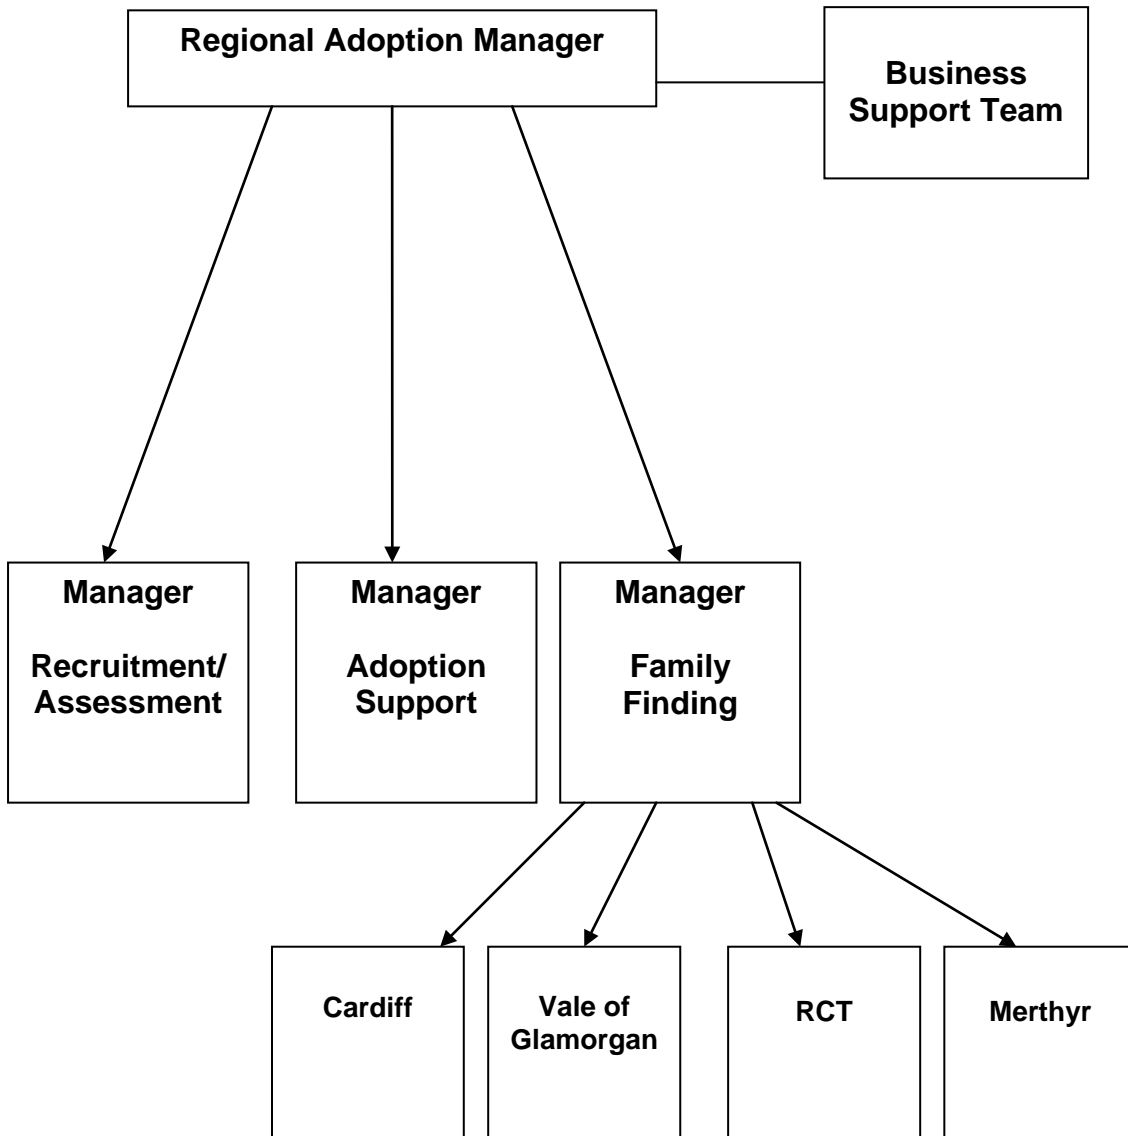 Regional Adoption Manager
Business
Support Team
Manager
Recruitment/
Assessment
Manager
Adoption
Support
Manager
Family
Finding
Cardiff
Vale of
Glamorgan
RCT
Merthyr